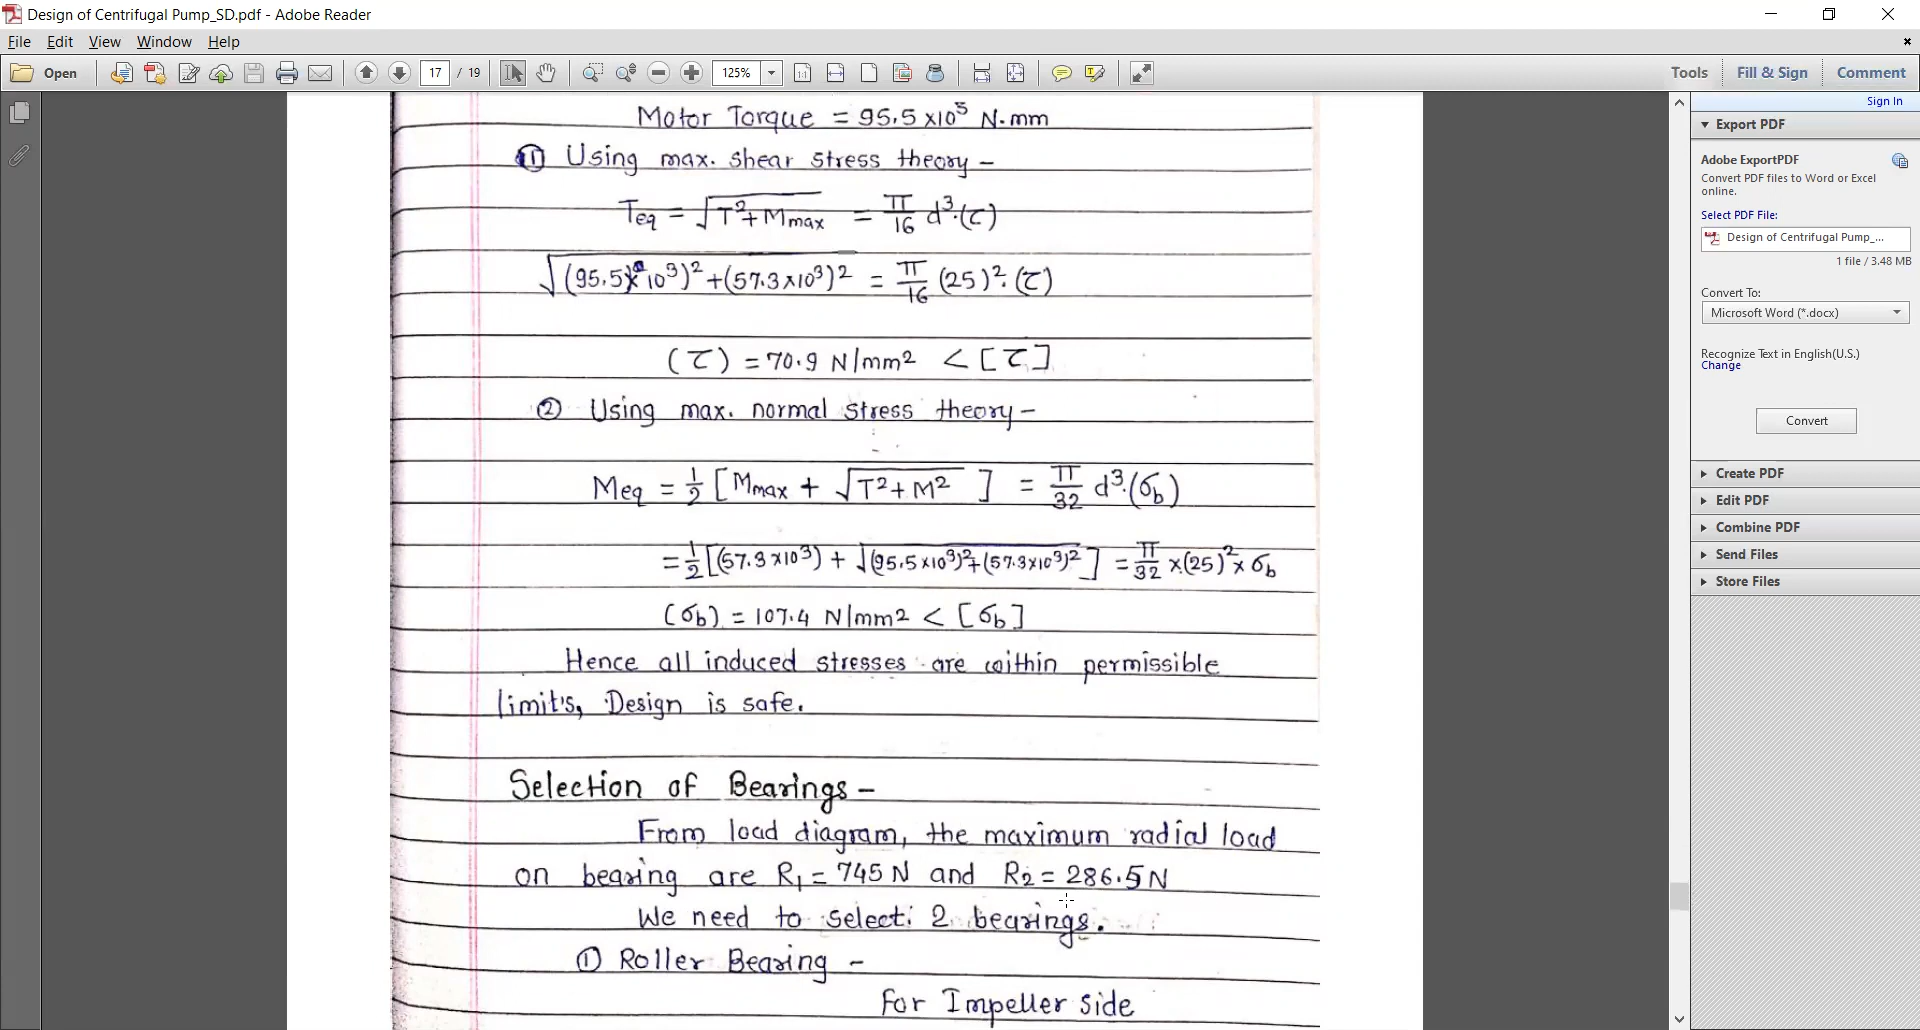 Design of Centrifugal Pump_SD.pdf - Adobe Reader
File Edit View Window Help
Open 17 / 19 125% Tools Fill & Sign Comment
Sign In
Export PDF
Adobe ExportPDF
Convert PDF files to Word or Excel online.
Select PDF File:
Design of Centrifugal Pump_...
1 file / 3.48 MB
Convert To:
Microsoft Word (*.docx)
Recognize Text in English(U.S.)
Change
Convert
Create PDF
Edit PDF
Combine PDF
Send Files
Store Files
Motor Torque = 95.5 x10^5 N.mm
① Using max. shear stress theory -
Teq = √(T²+Mmax) = π/16 d³.(τ)
√((95.5x10³)²+(57.3x10³)²) = π/16 (25)².(τ)
(τ) = 70.9 N/mm² < [τ]
② Using max. normal stress theory -
Meq = 1/2 [Mmax + √(T²+M²)] = π/32 d³.(σb)
= 1/2 [(57.3x10³) + √((95.5x10³)²+(57.3x10³)²)] = π/32 x(25)²x σb
(σb) = 107.4 N/mm² < [σb]
Hence all induced stresses are within permissible
limit's, Design is safe.
Selection of Bearings -
From load diagram, the maximum radial load
on bearing are R1 = 745 N and R2 = 286.5 N
We need to select 2 bearings.
① Roller Bearing -
For Impeller side